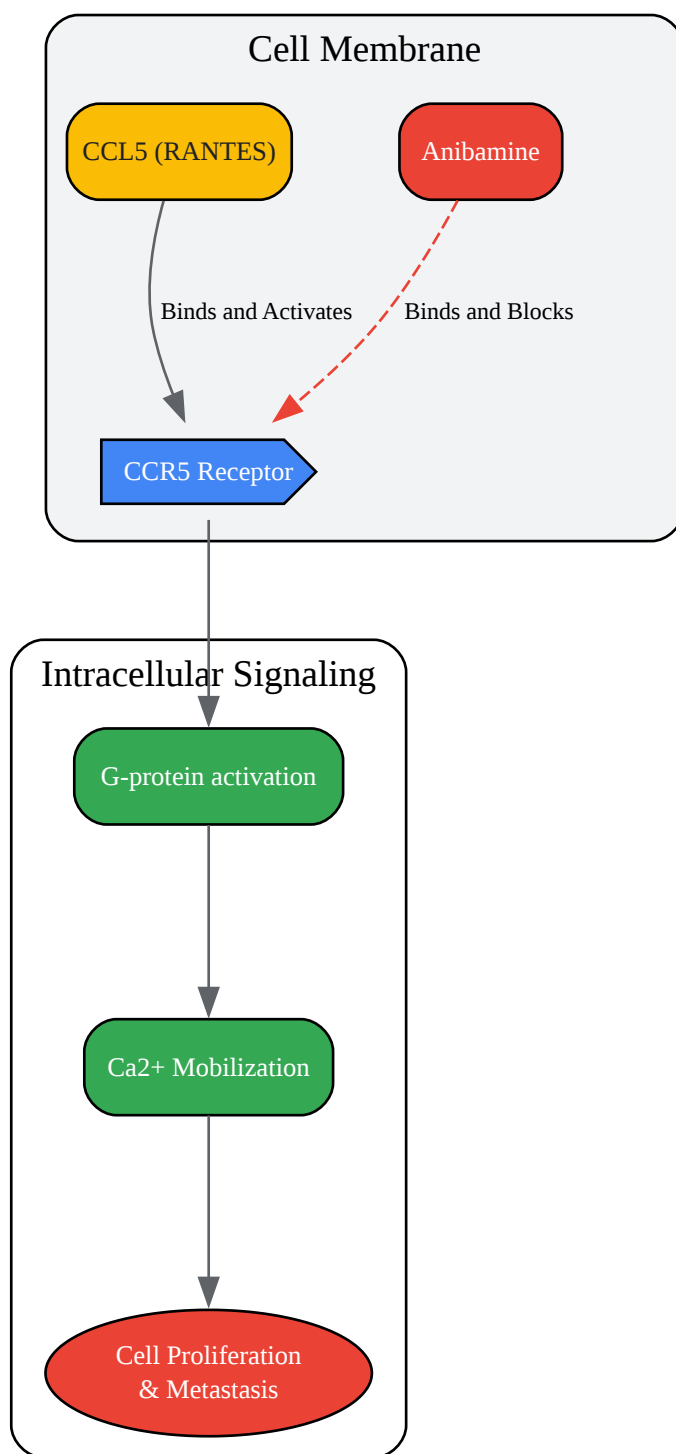 Cell Membrane
CCL5 (RANTES)
Anibamine
Binds and Activates
Binds and Blocks
CCR5 Receptor
Intracellular Signaling
G-protein activation
Ca2+ Mobilization
Cell Proliferation
& Metastasis